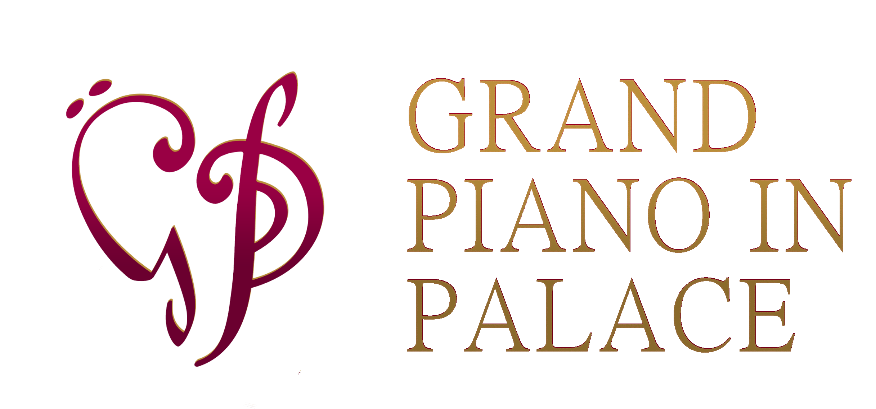 GRAND
PIANO IN
PALACE